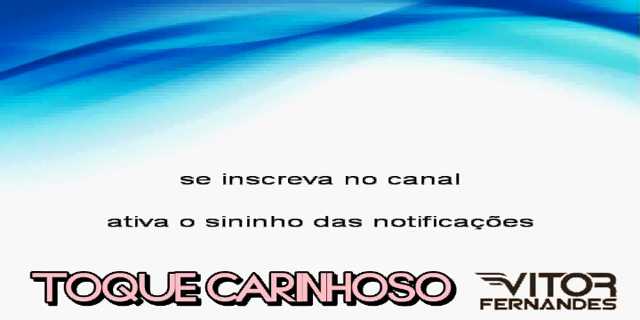 se inscreva no canal
ativa o sininho das notificações
TOQUE CARINHOSO
VITOR
FERNANDES